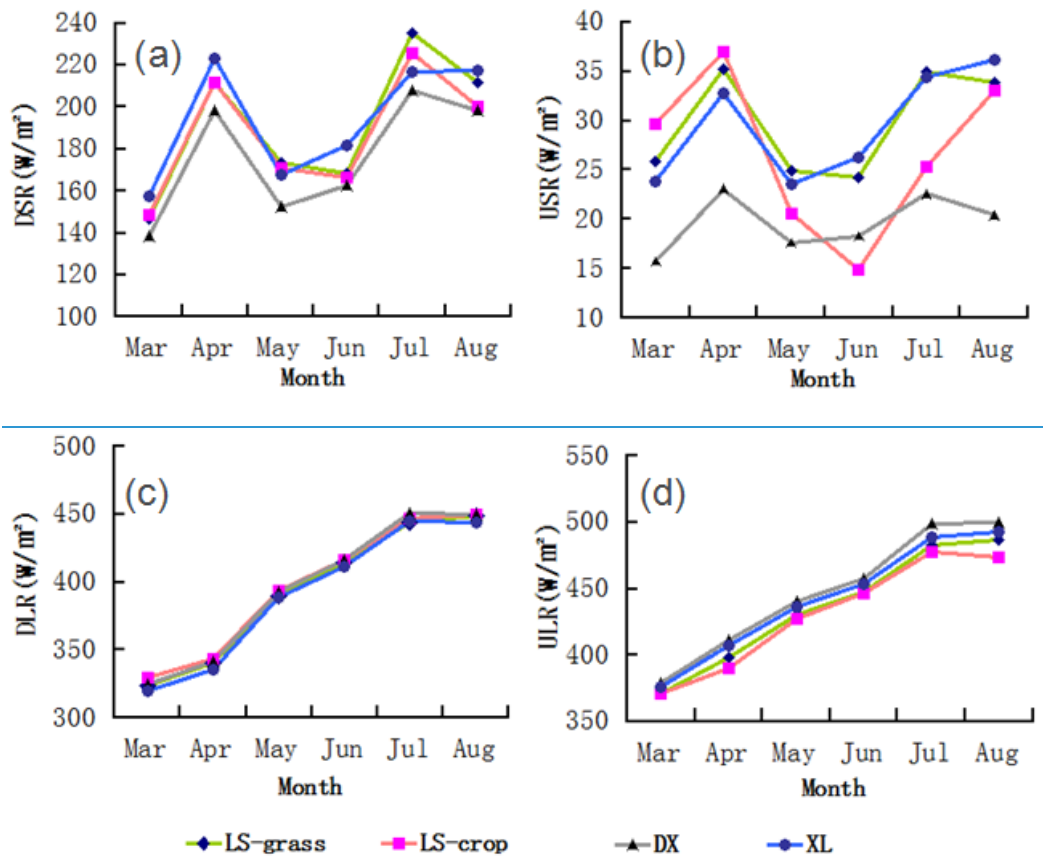 (a)
DSR(W/m²)
240
220
200
180
160
140
120
100
Mar Apr May Jun Jul Aug
Month
(b)
USR(W/m²)
40
35
30
25
20
15
10
Mar Apr May Jun Jul Aug
Month
(c)
DLR(W/m²)
500
450
400
350
300
Mar Apr May Jun Jul Aug
Month
(d)
ULR(W/m²)
550
500
450
400
350
Mar Apr May Jun Jul Aug
Month
LS-grass LS-crop DX XL